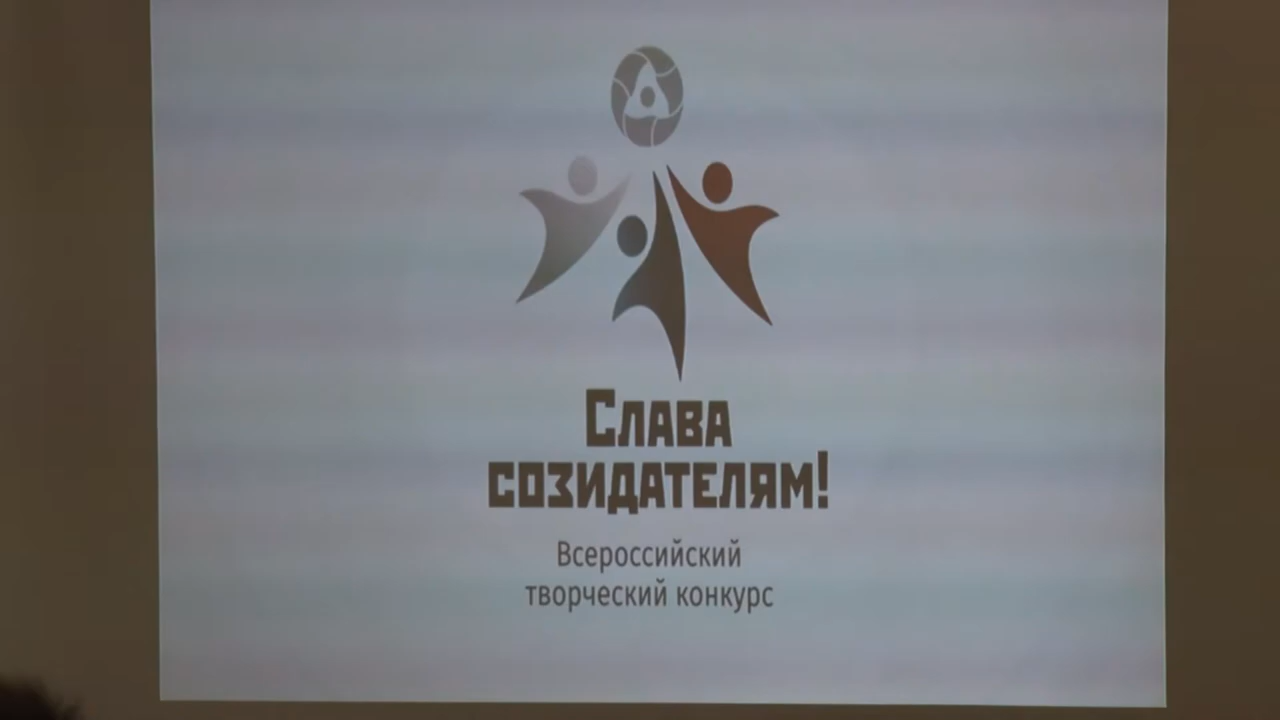 Слава
созидателям!
Всероссийский
творческий конкурс